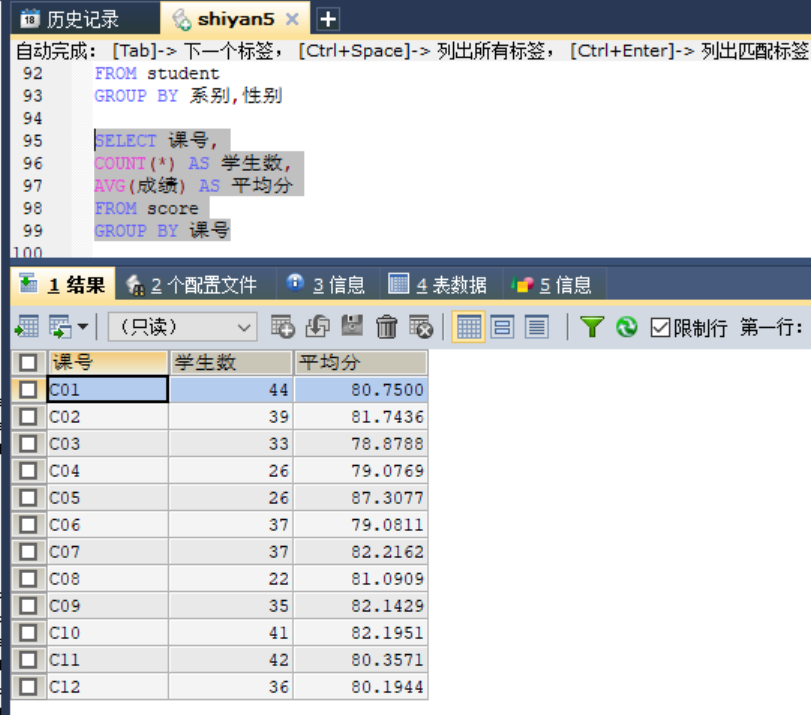 历史记录 shiyan5
自动完成: [Tab]-> 下一个标签, [Ctrl+Space]-> 列出所有标签, [Ctrl+Enter]-> 列出匹配标签
92 FROM student
93 GROUP BY 系别,性别
94
95 SELECT 课号,
96 COUNT(*) AS 学生数,
97 AVG(成绩) AS 平均分
98 FROM score
99 GROUP BY 课号
100
1 结果 2 个配置文件 3 信息 4 表数据 5 信息
(只读) 限制行 第一行:
课号 学生数 平均分
C01 44 80.7500
C02 39 81.7436
C03 33 78.8788
C04 26 79.0769
C05 26 87.3077
C06 37 79.0811
C07 37 82.2162
C08 22 81.0909
C09 35 82.1429
C10 41 82.1951
C11 42 80.3571
C12 36 80.1944